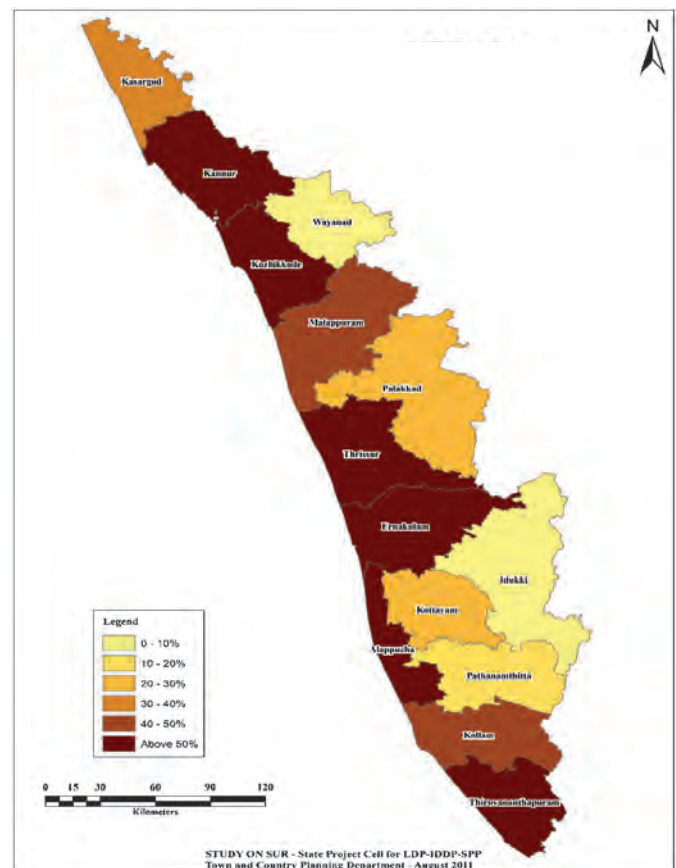 N
Kasargod
Kannur
Wayanad
Kozhikkode
Malappuram
Palakkad
Thrissur
Ernakulum
Idukki
Kottayam
Alappuzha
Pathanamthitta
Kollam
Thiruvananthapuram
Legend
0 - 10%
10 - 20%
20 - 30%
30 - 40%
40 - 50%
Above 50%
0 15 30 60 90 120
Kilometers
STUDY ON SUR - State Project Cell for LDP-IDDP-SPP
Town and Country Planning Department - August 2011